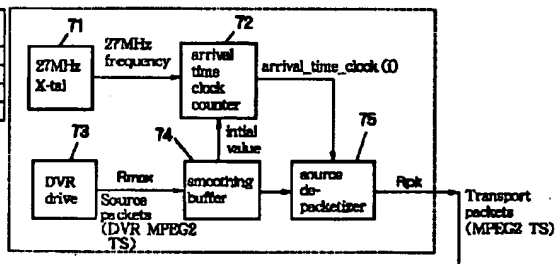 71
27MHz
X-tal
27MHz
frequency
72
arrival
time
clock
counter
arrival_time_clock(i)
intial
value
73
DVR
drive
Rmax
Source
packets
(DVR MPEG2
TS)
74
smoothing
buffer
75
source
de-
packetizer
Rpk
Transport
packets
(MPEG2 TS)